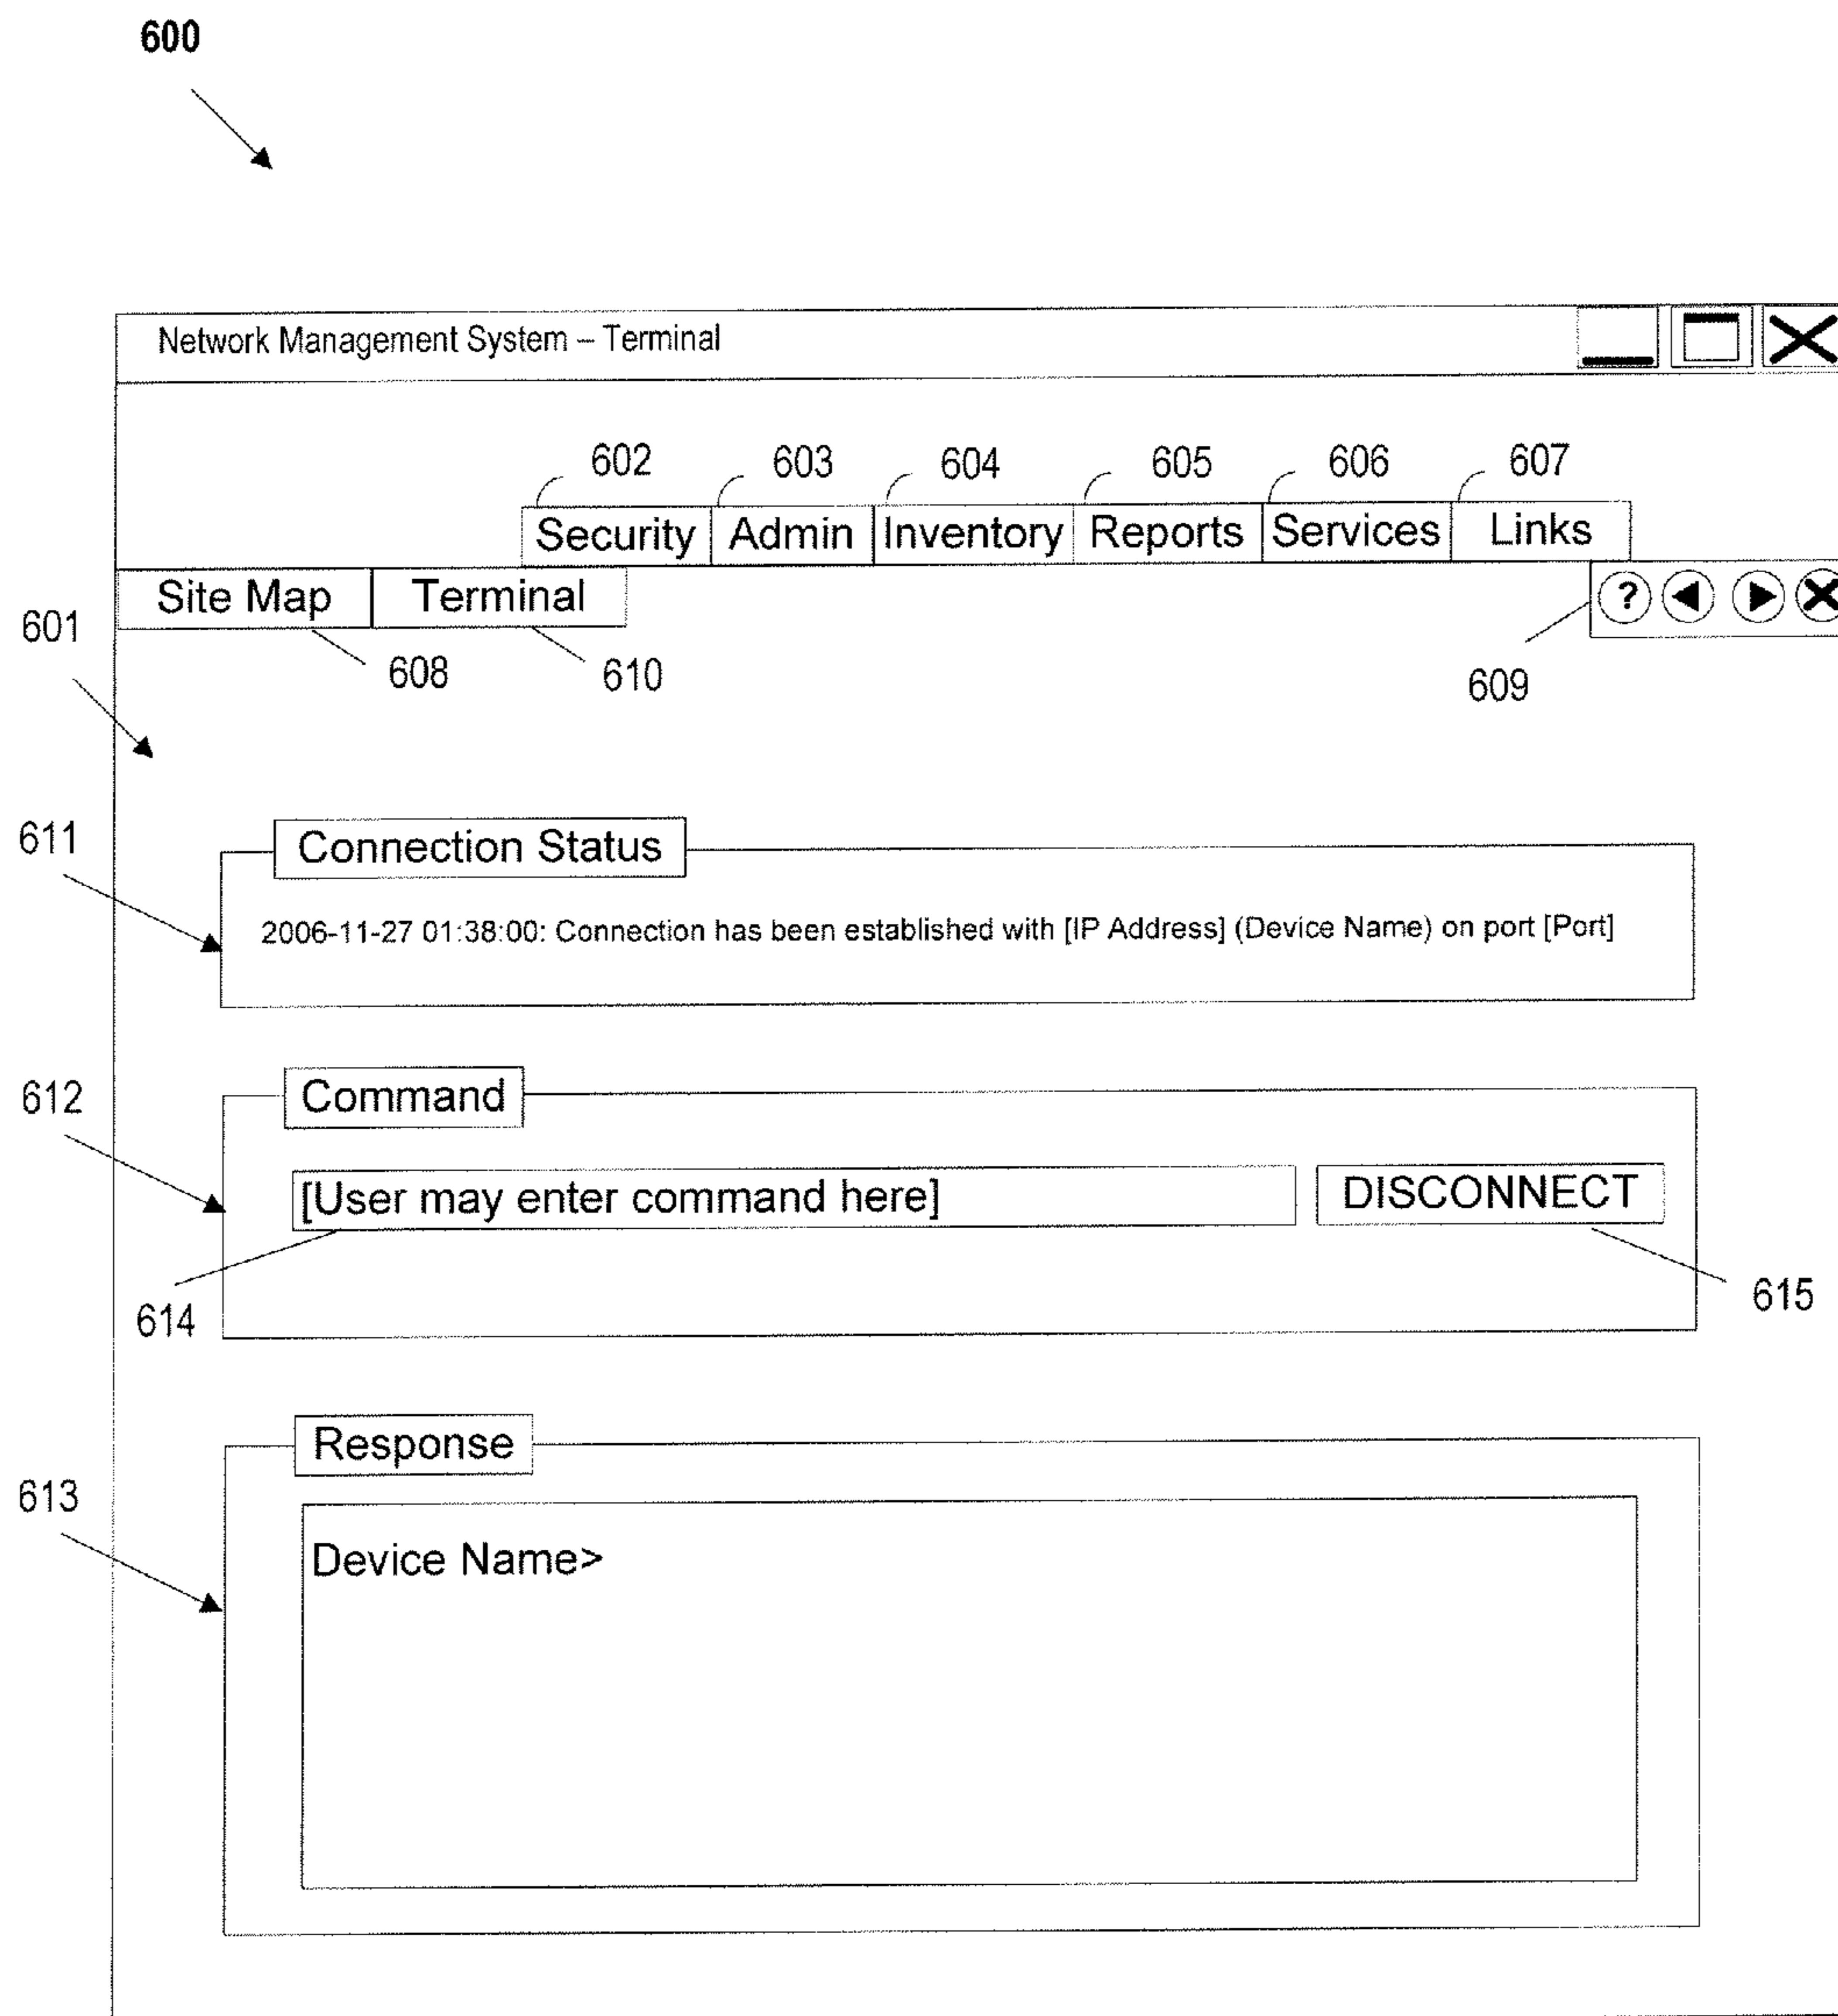 600
Network Management System – Terminal
602 603 604 605 606 607
Security Admin Inventory Reports Services Links
Site Map Terminal ?
601
608 610 609
611
Connection Status
2006-11-27 01:38:00: Connection has been established with [IP Address] (Device Name) on port [Port]
612
Command
[User may enter command here] DISCONNECT
614 615
Response
613
Device Name>